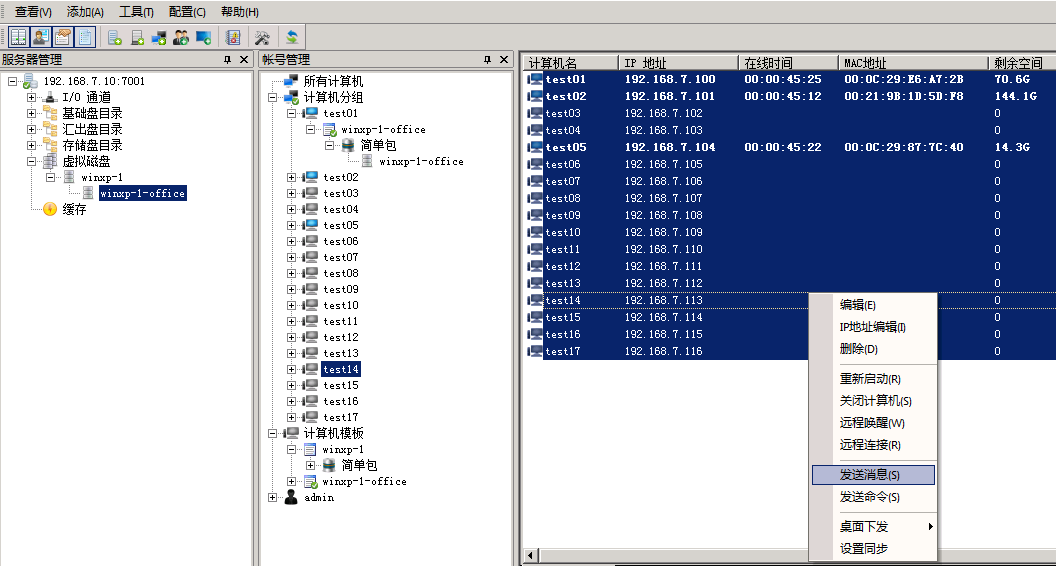 查看(V) 添加(A) 工具(T) 配置(C) 帮助(H)
服务器管理
192.168.7.10:7001
I/O 通道
基础盘目录
汇出盘目录
存储盘目录
虚拟磁盘
winxp-1
winxp-1-office
缓存
帐号管理
所有计算机
计算机分组
test01
winxp-1-office
简单包
winxp-1-office
test02
test03
test04
test05
test06
test07
test08
test09
test10
test11
test12
test13
test14
test15
test16
test17
计算机模板
winxp-1
简单包
winxp-1-office
admin
计算机名 IP 地址 在线时间 MAC地址 剩余空间
test01 192.168.7.100 00:00:45:25 00:0C:29:E6:A7:2B 70.6G
test02 192.168.7.101 00:00:45:12 00:21:9B:1D:5D:F8 144.1G
test03 192.168.7.102 0
test04 192.168.7.103 0
test05 192.168.7.104 00:00:45:22 00:0C:29:87:7C:40 14.3G
test06 192.168.7.105 0
test07 192.168.7.106 0
test08 192.168.7.107 0
test09 192.168.7.108 0
test10 192.168.7.109 0
test11 192.168.7.110 0
test12 192.168.7.111 0
test13 192.168.7.112 0
test14 192.168.7.113 0
test15 192.168.7.114 0
test16 192.168.7.115 0
test17 192.168.7.116 0
编辑(E)
IP地址编辑(I)
删除(D)
重新启动(R)
关闭计算机(S)
远程唤醒(W)
远程连接(R)
发送消息(S)
发送命令(S)
桌面下发
设置同步